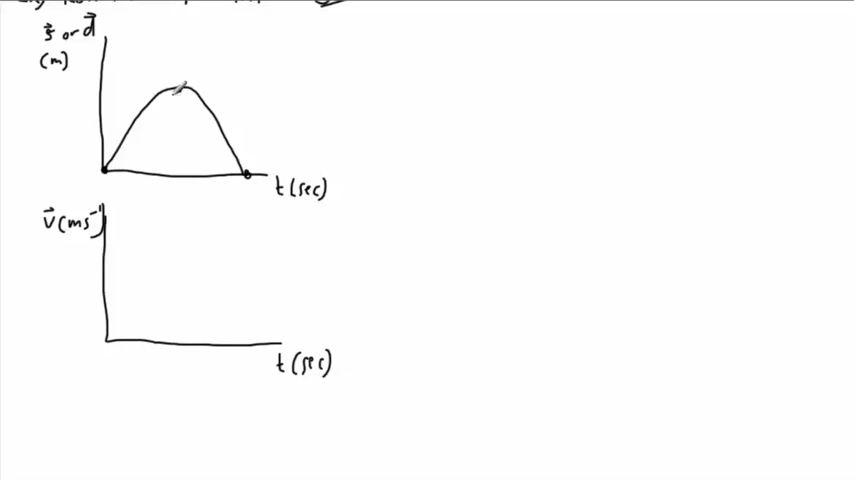 s⃗ or d⃗
(m)
t (sec)
v⃗ (ms⁻¹)
t (sec)